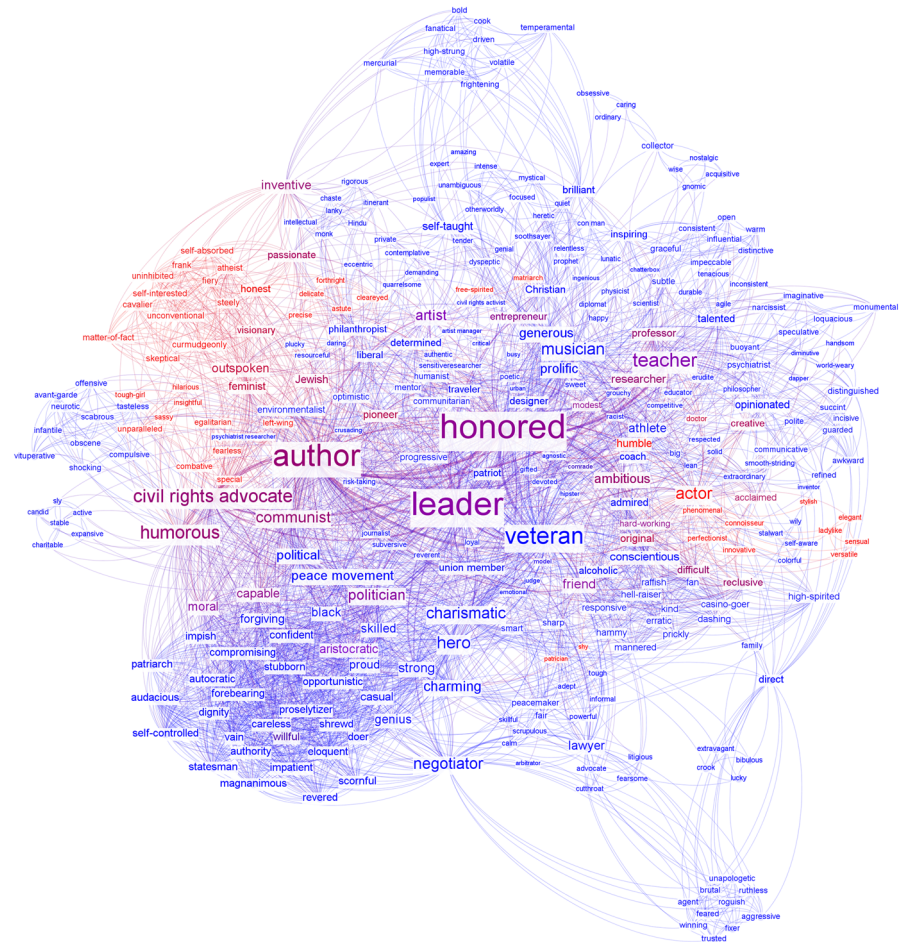 bold
cook
fanatical
temperamental
driven
high-strung
mercurial
volatile
memorable
frightening
obsessive
caring
ordinary
collector
amazing
nostalgic
expert
intense
wise
acquisitive
mystical
gnomic
inventive
rigorous
unambiguous
brilliant
chaste
itinerant
populist
focused
lanky
otherworldly
quiet
intellectual
Hindu
self-taught
heretic
open
monk
con man
consistent
warm
private
tender
soothsayer
inspiring
influential
self-absorbed
passionate
contemplative
genial
relentless
graceful
distinctive
frank
atheist
eccentric
dyspeptic
prophet
lunatic
impeccable
uninhibited
fiery
forthright
demanding
matriarch
ingenious
chatterbox
tenacious
self-interested
honest
delicate
cleareyed
quarrelsome
free-spirited
Christian
physicist
subtle
inconsistent
cavalier
steely
astute
civil rights activist
diplomat
scientist
durable
imaginative
unconventional
precise
artist
entrepreneur
happy
agile
narcissist
monumental
matter-of-fact
visionary
philanthropist
artist manager
generous
professor
talented
loquacious
curmudgeonly
plucky
daring
determined
critical
speculative
skeptical
resourceful
liberal
authentic
busy
musician
teacher
buoyant
handsom
outspoken
sensitiveresearcher
prolific
psychiatrist
diminutive
offensive
tough-girl
hilarious
feminist
Jewish
humanist
poetic
researcher
erudite
world-weary
avant-garde
insightful
optimistic
mentor
traveler
urban
sweet
grouchy
educator
philosopher
dapper
distinguished
neurotic
tasteless
sassy
environmentalist
pioneer
communitarian
designer
modest
competitive
opinionated
succint
scabrous
egalitarian
left-wing
honored
racist
doctor
creative
incisive
infantile
unparalleled
psychiatrist researcher
crusading
athlete
respected
polite
guarded
obscene
fearless
author
progressive
patriot
agnostic
humble
coach
solid
communicative
vituperative
compulsive
combative
comrade
big
lean
smooth-striding
awkward
shocking
special
risk-taking
gifted
devoted
ambitious
extraordinary
refined
sly
civil rights advocate
leader
hipster
admired
actor
acclaimed
inventor
candid
active
communist
phenomenal
stylish
stable
journalist
hard-working
connoisseur
wily
elegant
expansive
humorous
subversive
loyal
veteran
original
perfectionist
stalwart
ladylike
sensual
charitable
political
reverent
model
conscientious
innovative
self-aware
versatile
peace movement
union member
judge
alcoholic
difficult
colorful
moral
capable
politician
emotional
friend
raffish
fan
reclusive
high-spirited
forgiving
black
charismatic
hell-raiser
casino-goer
impish
confident
skilled
smart
sharp
responsive
kind
dashing
compromising
aristocratic
hero
hammy
erratic
prickly
patriarch
stubborn
proud
strong
shy
mannered
family
autocratic
opportunistic
patrician
audacious
forebearing
casual
charming
adept
tough
direct
dignity
proselytizer
genius
peacemaker
informal
self-controlled
careless
shrewd
doer
skillful
fair
powerful
vain
willful
scrupulous
authority
eloquent
calm
lawyer
extravagant
statesman
impatient
negotiator
arbitrator
litigious
bibulous
magnanimous
scornful
advocate
crook
fearsome
lucky
revered
cutthroat
unapologetic
brutal
ruthless
agent
roguish
feared
aggressive
winning
fixer
trusted